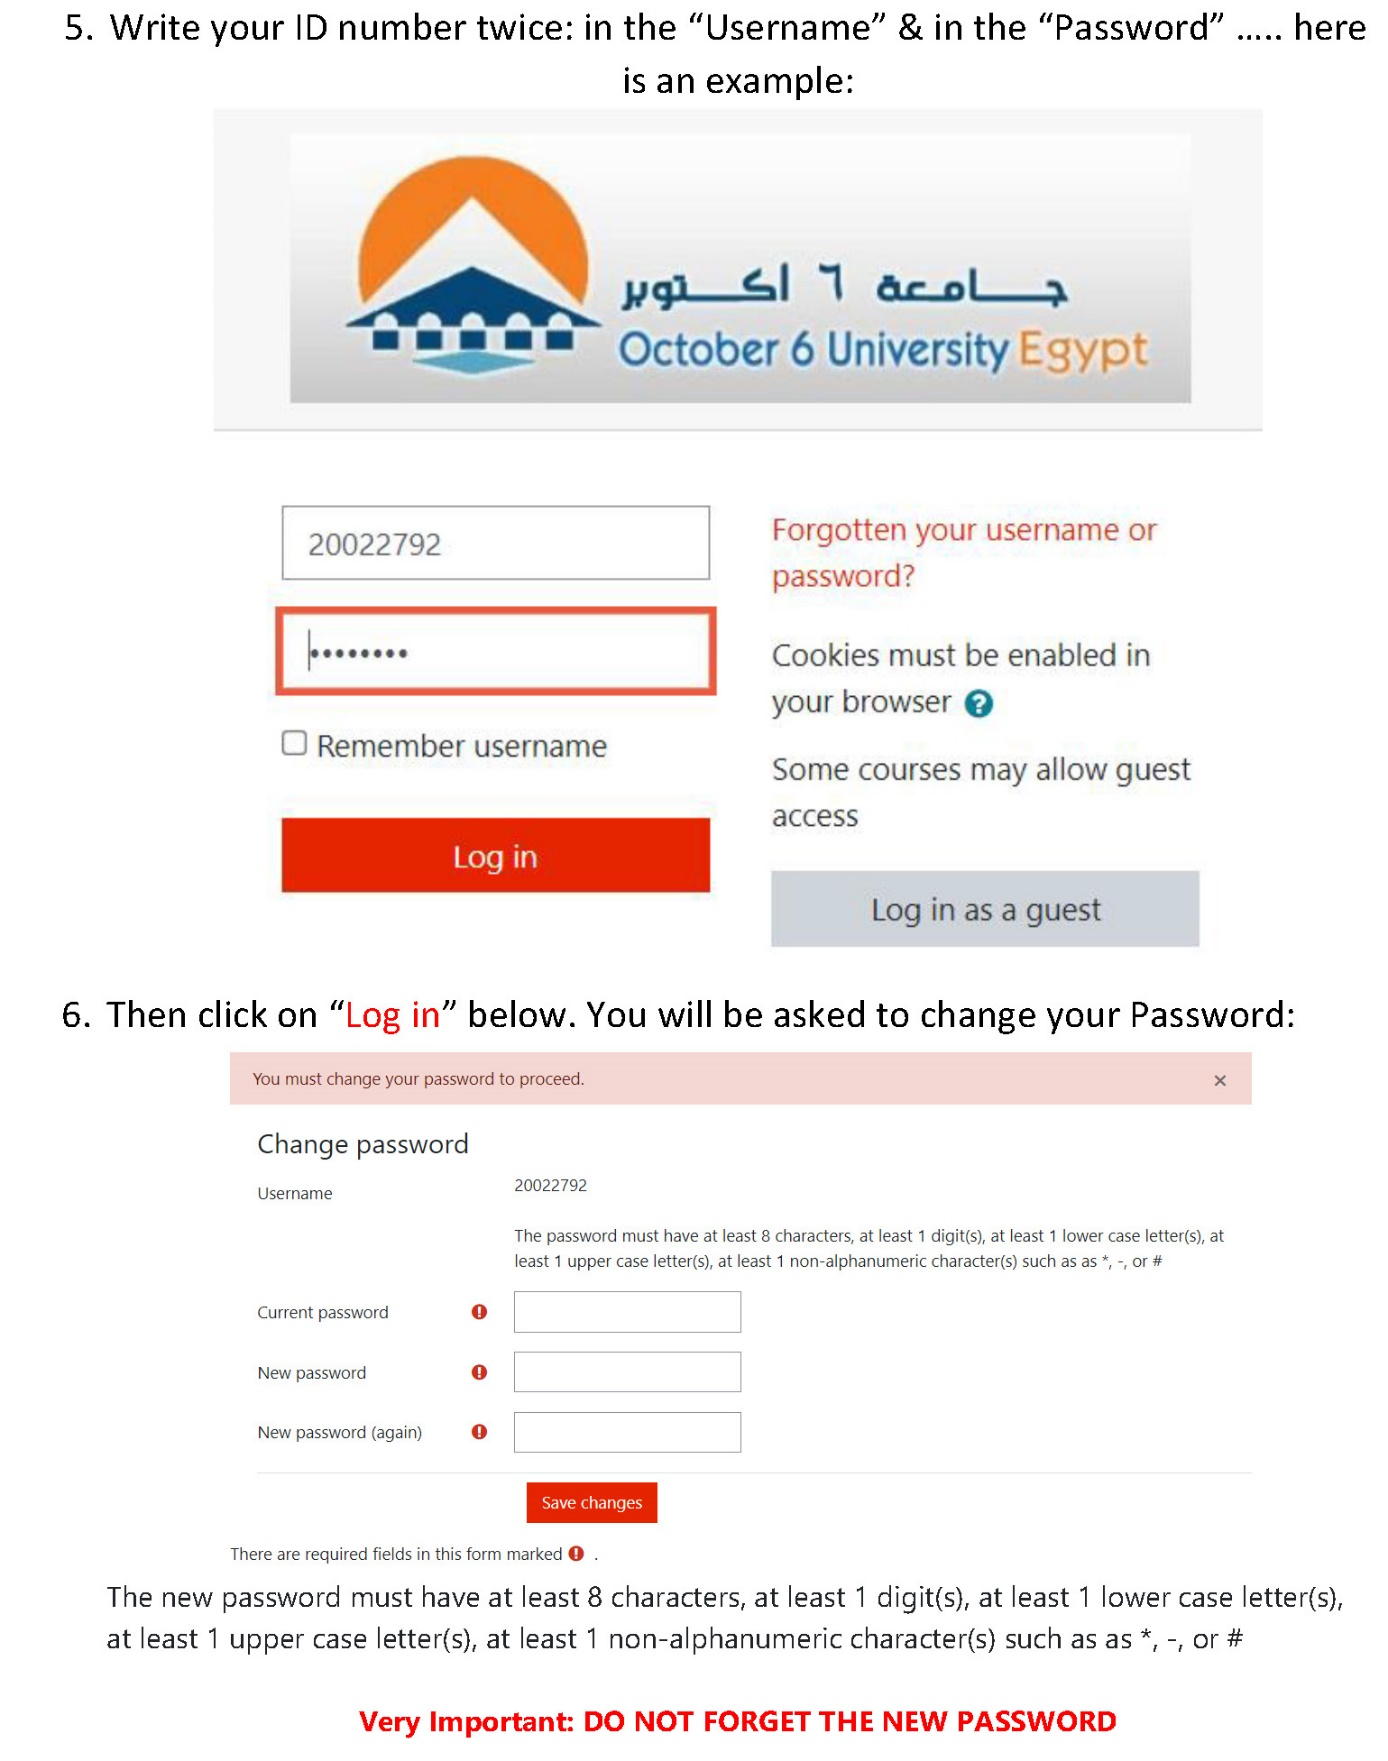 5. Write your ID number twice: in the “Username” & in the “Password” ..... here
is an example:
جامعة ٦ اكتوبر
October 6 University Egypt
20022792
••••••••
Remember username
Log in
Forgotten your username or
password?
Cookies must be enabled in
your browser ?
Some courses may allow guest
access
Log in as a guest
6. Then click on “Log in” below. You will be asked to change your Password:
You must change your password to proceed. ×
Change password
Username 20022792
The password must have at least 8 characters, at least 1 digit(s), at least 1 lower case letter(s), at
least 1 upper case letter(s), at least 1 non-alphanumeric character(s) such as as *, -, or #
Current password !
New password !
New password (again) !
Save changes
There are required fields in this form marked ! .
The new password must have at least 8 characters, at least 1 digit(s), at least 1 lower case letter(s),
at least 1 upper case letter(s), at least 1 non-alphanumeric character(s) such as as *, -, or #
Very Important: DO NOT FORGET THE NEW PASSWORD